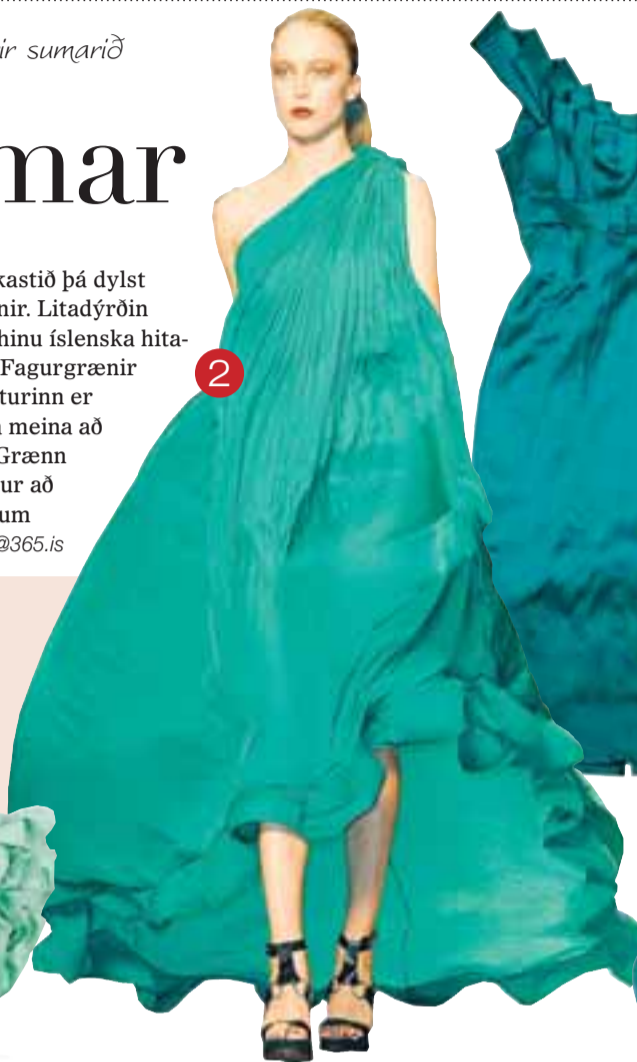 ir sumarið
mar
kastið þá dylst
nir. Litadýrðin
hinu íslenska hita-
Fagurgrænir
turinn er
a meina að
Grænn
ur að
um
@365.is
2